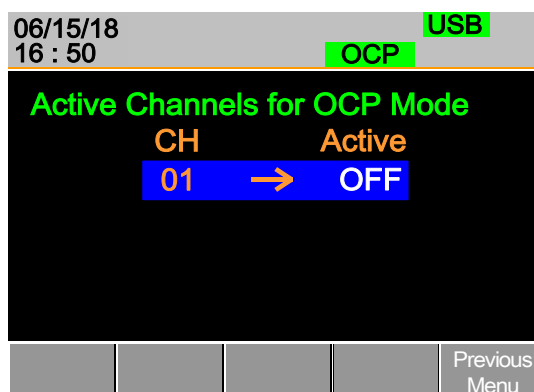 06/15/18
USB
16 : 50
OCP
Active Channels for OCP Mode
CH Active
01 → OFF
Previous
Menu